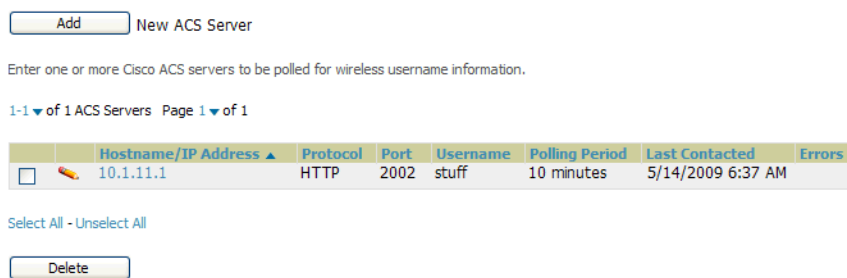 Add New ACS Server
Enter one or more Cisco ACS servers to be polled for wireless username information.
1-1 of 1 ACS Servers Page 1 of 1
Hostname/IP Address Protocol Port Username Polling Period Last Contacted Errors
10.1.11.1 HTTP 2002 stuff 10 minutes 5/14/2009 6:37 AM
Select All - Unselect All
Delete